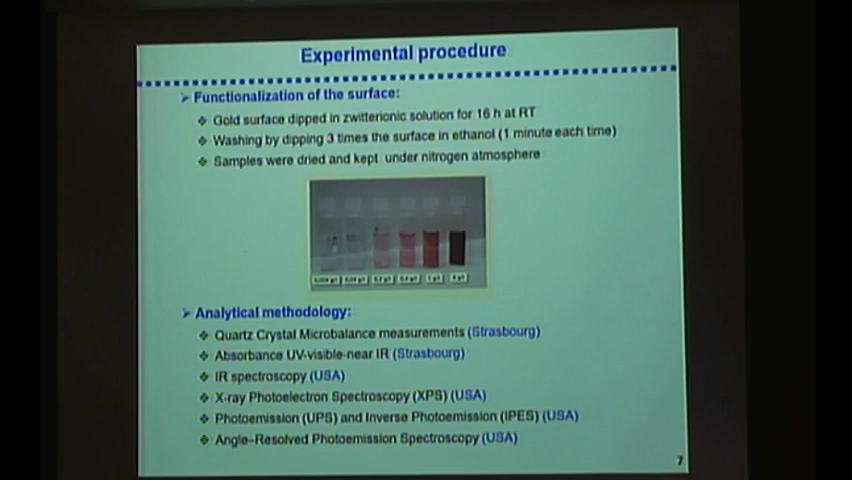 Experimental procedure
➢ Functionalization of the surface:
❖ Gold surface dipped in zwitterionic solution for 16 h at RT
❖ Washing by dipping 3 times the surface in ethanol (1 minute each time)
❖ Samples were dried and kept under nitrogen atmosphere
➢ Analytical methodology:
❖ Quartz Crystal Microbalance measurements (Strasbourg)
❖ Absorbance UV-visible-near IR (Strasbourg)
❖ IR spectroscopy (USA)
❖ X-ray Photoelectron Spectroscopy (XPS) (USA)
❖ Photoemission (UPS) and Inverse Photoemission (IPES) (USA)
❖ Angle–Resolved Photoemission Spectroscopy (USA)
7